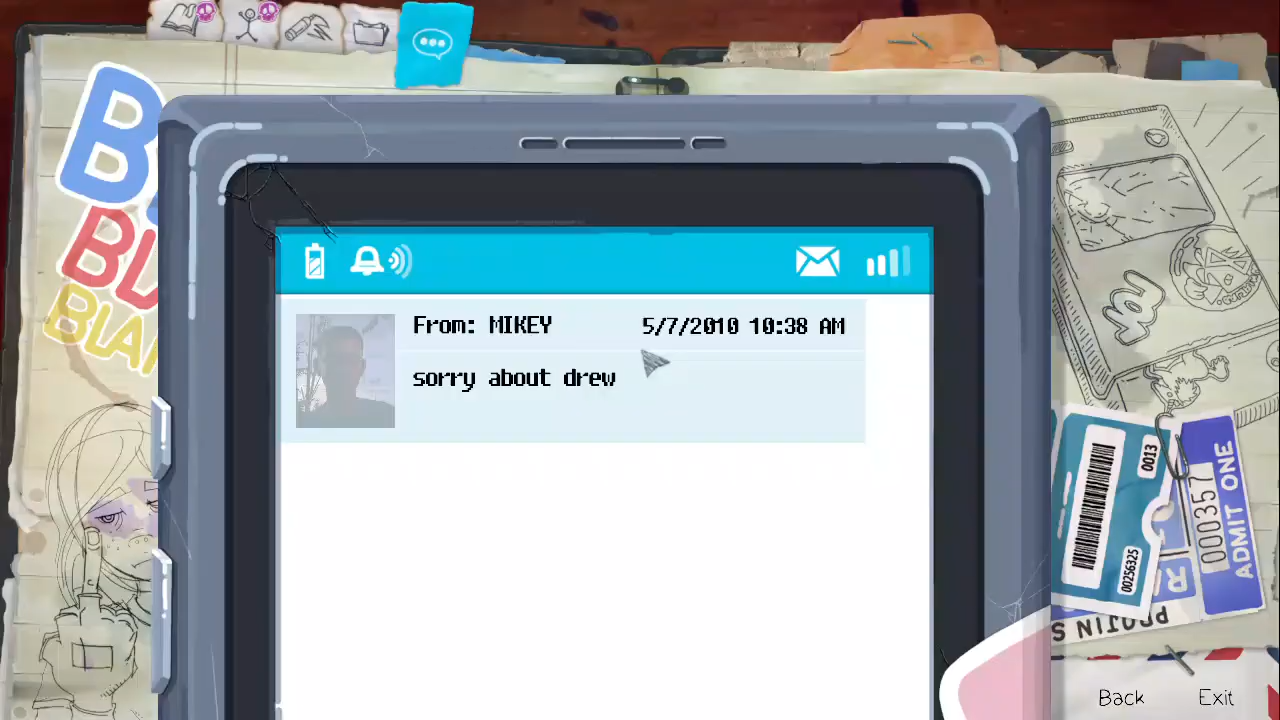 From: MIKEY 5/7/2010 10:38 AM
sorry about drew
0013
00256325
000357
ADMIT ONE
Back Exit